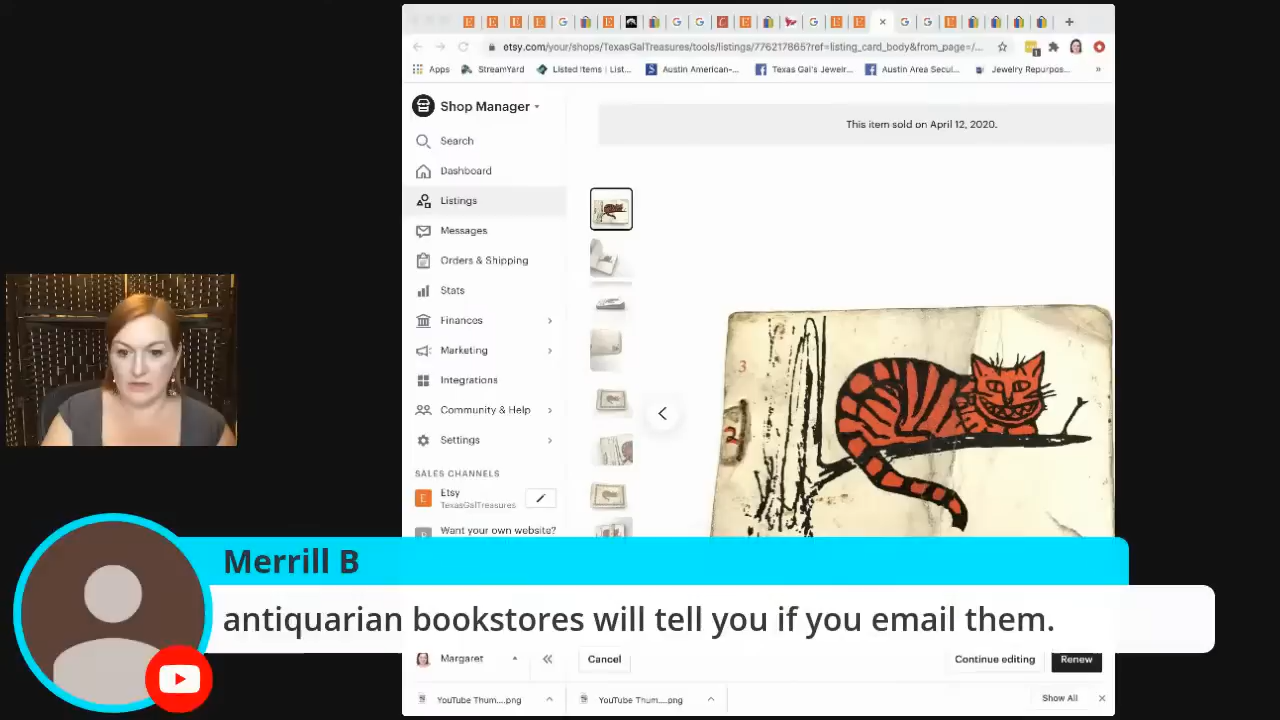 etsy.com/your/shops/TexasGalTreasures/tools/listings/776217865?ref=listing_card_body&from_page=/...
Apps
StreamYard
Listed Items | List...
Austin American-...
Texas Gal's Jewelr...
Austin Area Secul...
Jewelry Repurpos...
»
Shop Manager
This item sold on April 12, 2020.
Search
Dashboard
Listings
Messages
Orders & Shipping
Stats
Finances
Marketing
Integrations
Community & Help
Settings
SALES CHANNELS
Etsy
TexasGalTreasures
Want your own website?
3
Merrill B
antiquarian bookstores will tell you if you email them.
Margaret
Cancel
Continue editing
Renew
YouTube Thum....png
YouTube Thum....png
Show All